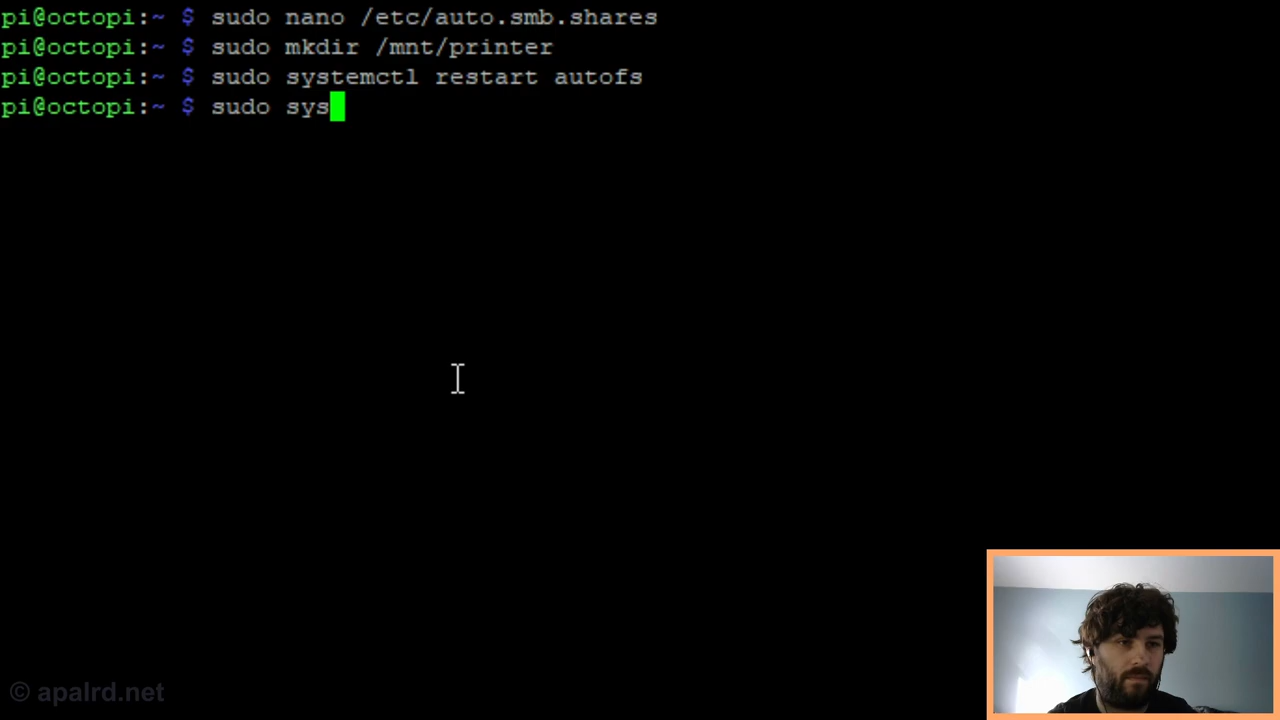 pi@octopi:~ $ sudo nano /etc/auto.smb.shares
pi@octopi:~ $ sudo mkdir /mnt/printer
pi@octopi:~ $ sudo systemctl restart autofs
pi@octopi:~ $ sudo sys
© apalrd.net